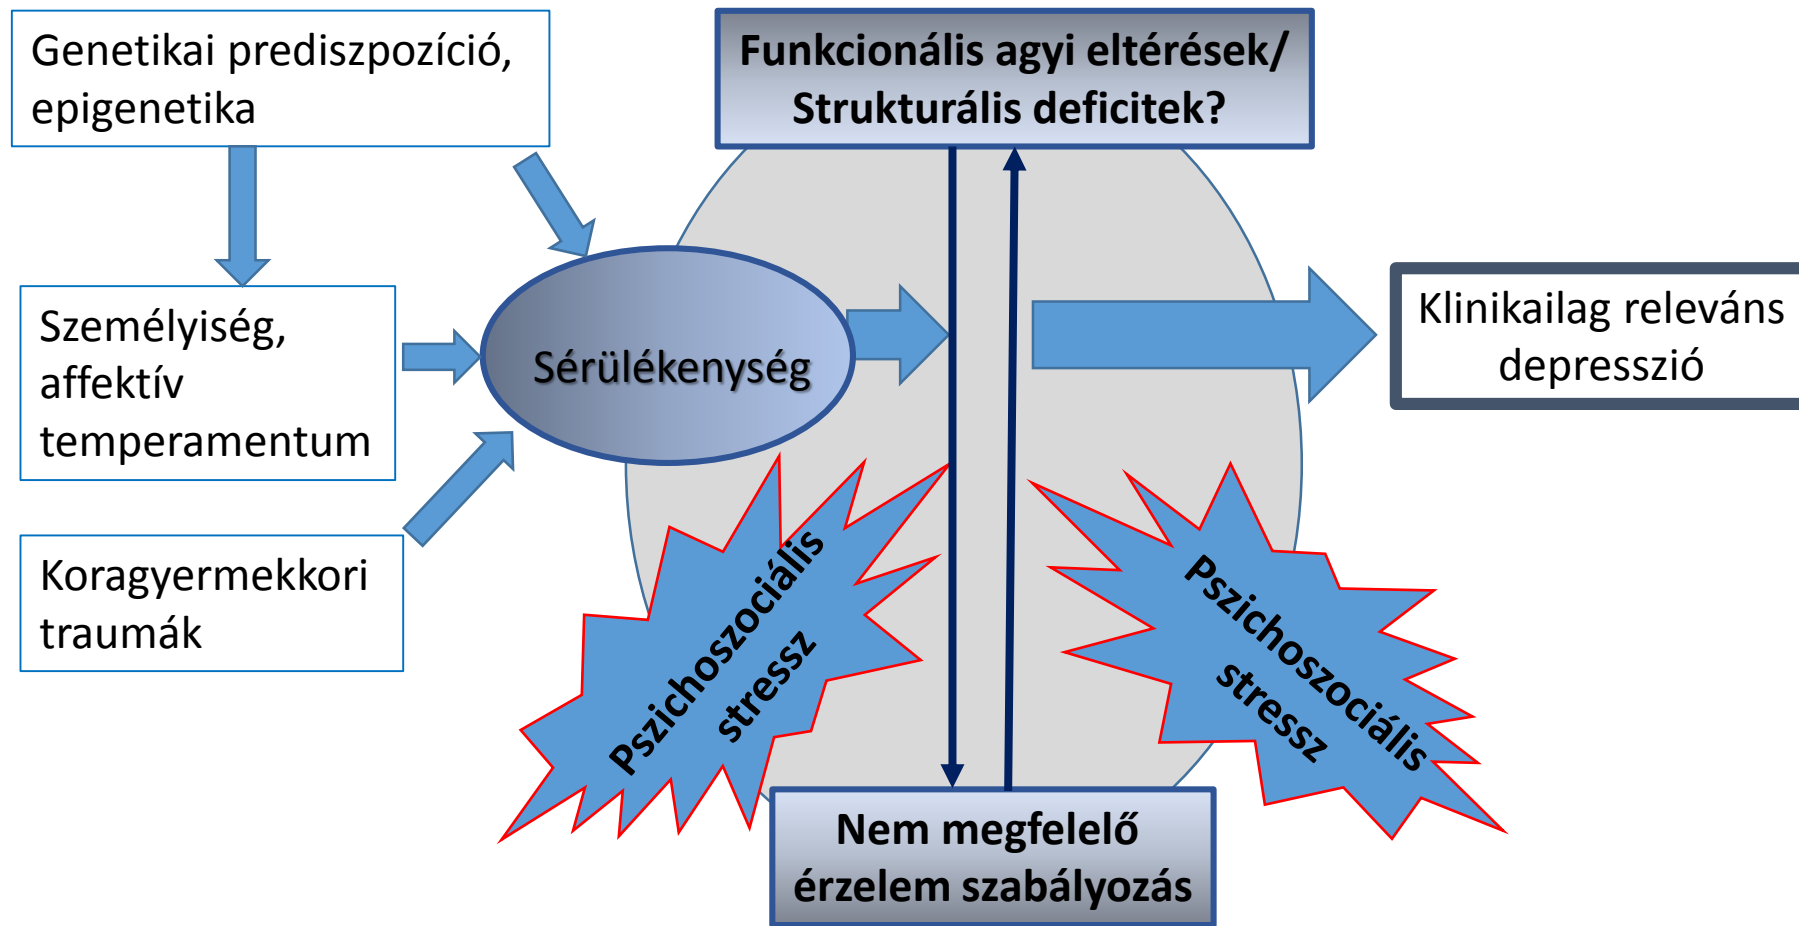 Genetikai prediszpozíció,
epigenetika
Funkcionális agyi eltérések/
Strukturális deficitek?
Személyiség,
affektív
temperamentum
Sérülékenység
Klinikailag releváns
depresszió
Koragyermekkori
traumák
Pszichoszociális
stressz
Pszichoszociális
stressz
Nem megfelelő
érzelem szabályozás